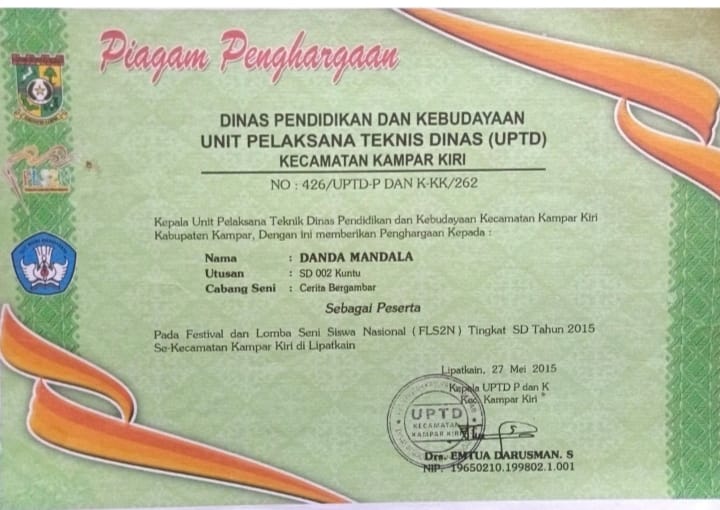 Piagam Penghargaan
DINAS PENDIDIKAN DAN KEBUDAYAAN
UNIT PELAKSANA TEKNIS DINAS (UPTD)
KECAMATAN KAMPAR KIRI
NO : 426/UPTD-P DAN K-KK/262
Kepala Unit Pelaksana Teknik Dinas Pendidikan dan Kebudayaan Kecamatan Kampar Kiri
Kabupaten Kampar, Dengan ini memberikan Penghargaan Kepada :
Nama : DANDA MANDALA
Utusan : SD 002 Kuntu
Cabang Seni : Cerita Bergambar
Sebagai Peserta
Pada Festival dan Lomba Seni Siswa Nasional ( FLS2N ) Tingkat SD Tahun 2015
Se-Kecamatan Kampar Kiri di Lipatkain
Lipatkain, 27 Mei 2015
Kepala UPTD P dan K
Kec. Kampar Kiri
UPTD
KECAMATAN
KAMPAR KIRI
Drs. EMTUA DARUSMAN. S
NIP. 19650210.199802.1.001